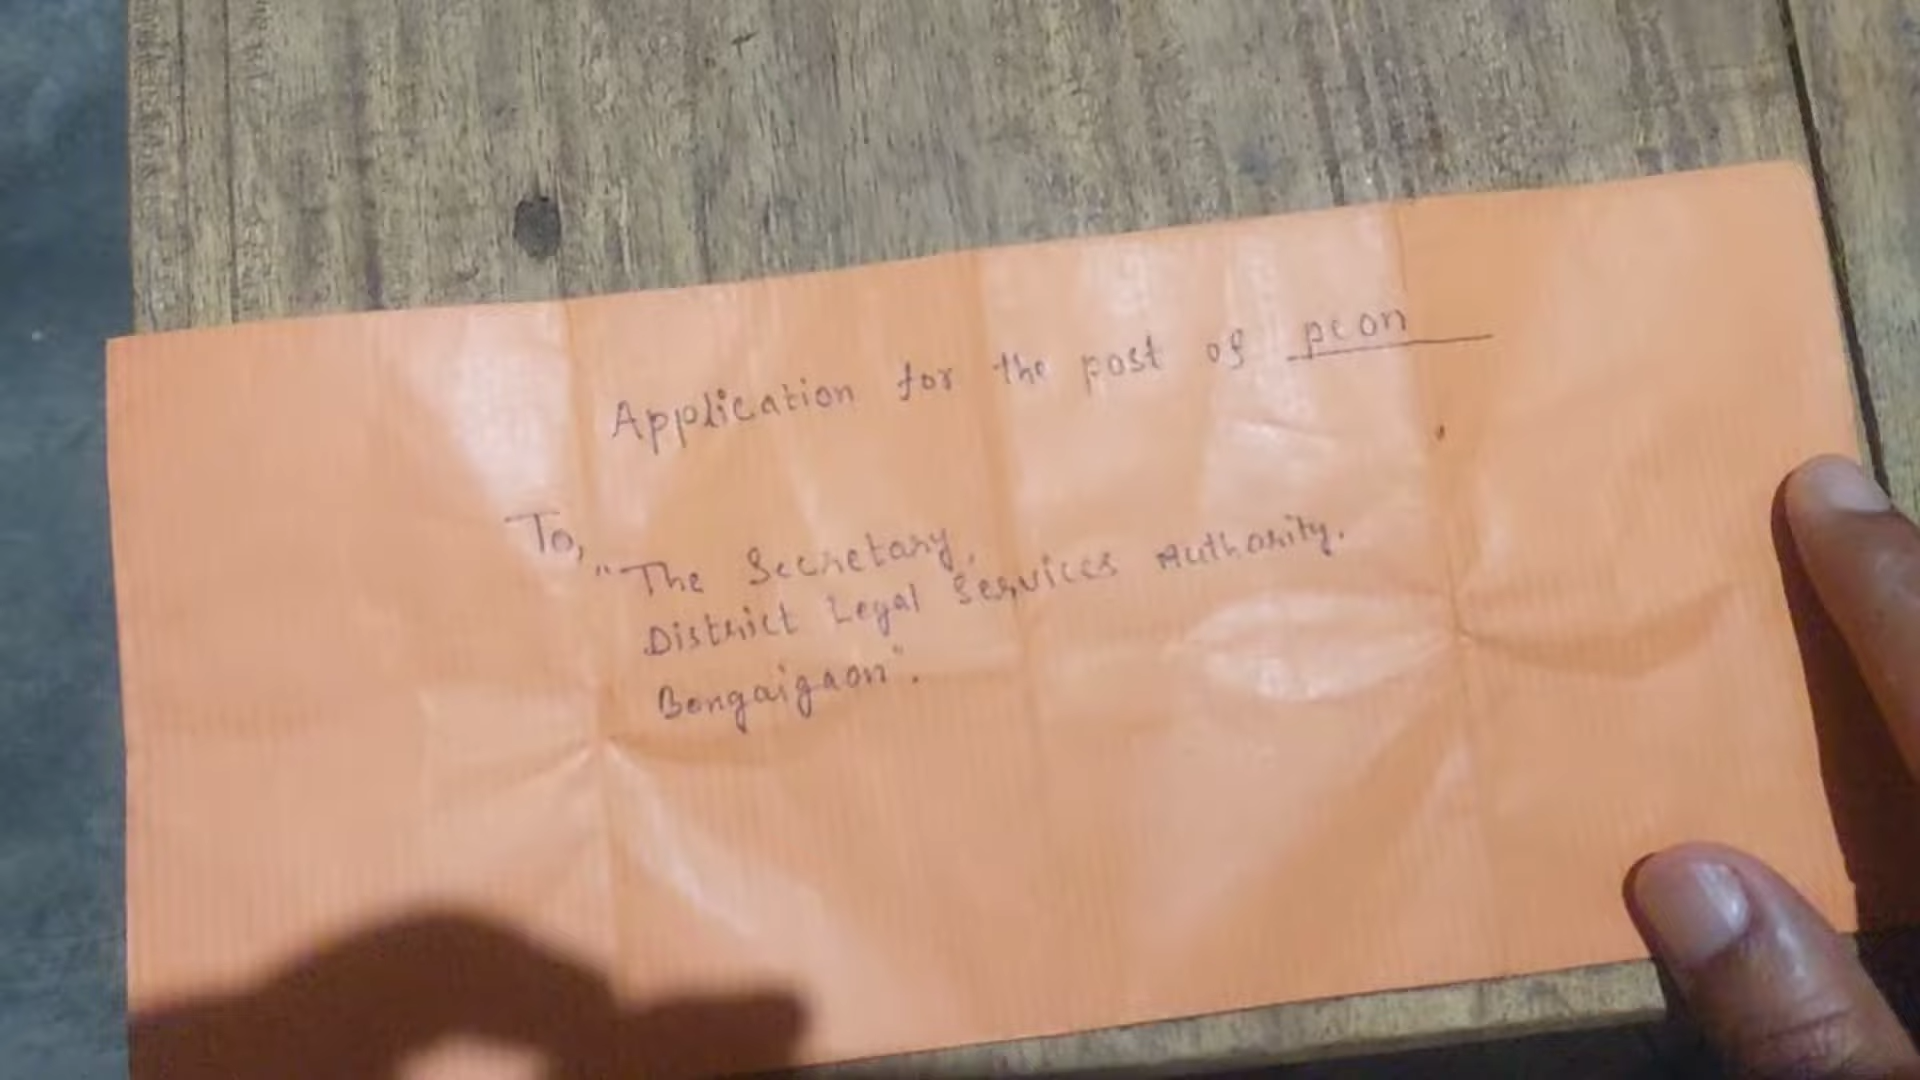 Application for the post of peon
To,
"The Secretary,
District Legal Services Authority.
Bongaigaon".